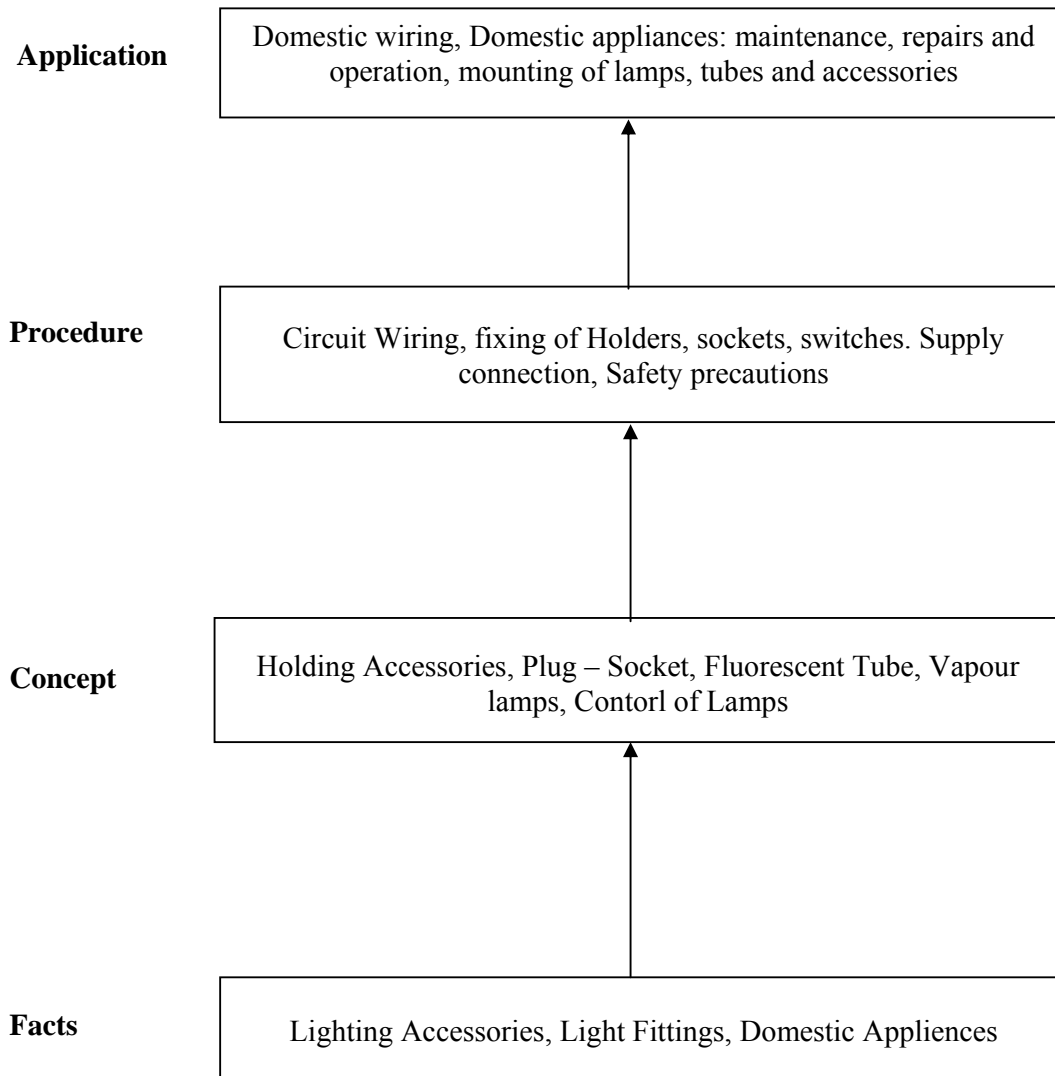 Application
Domestic wiring, Domestic appliances: maintenance, repairs and
operation, mounting of lamps, tubes and accessories
Procedure
Circuit Wiring, fixing of Holders, sockets, switches. Supply
connection, Safety precautions
Concept
Holding Accessories, Plug – Socket, Fluorescent Tube, Vapour
lamps, Contorl of Lamps
Facts
Lighting Accessories, Light Fittings, Domestic Appliences